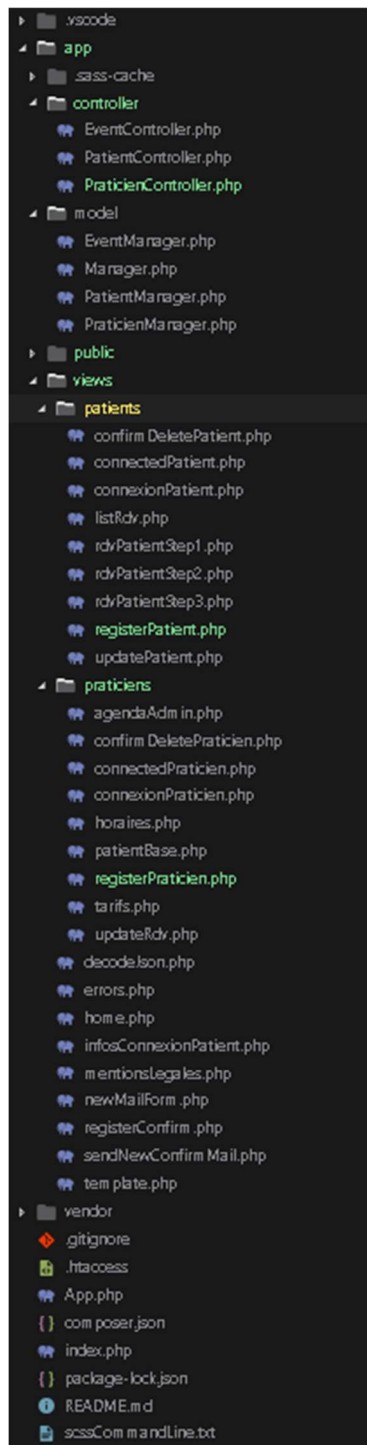 .vscode
app
.sass-cache
controller
EventController.php
PatientController.php
PraticienController.php
model
EventManager.php
Manager.php
PatientManager.php
PraticienManager.php
public
views
patients
confirmDeletePatient.php
connectedPatient.php
connexionPatient.php
listRdv.php
rdvPatientStep1.php
rdvPatientStep2.php
rdvPatientStep3.php
registerPatient.php
updatePatient.php
praticiens
agendaAdmin.php
confirmDeletePraticien.php
connectedPraticien.php
connexionPraticien.php
horaires.php
patientBase.php
registerPraticien.php
tarifs.php
updateRdv.php
decodeJson.php
errors.php
home.php
infosConnexionPatient.php
mentionsLegales.php
newMailForm.php
registerConfirm.php
sendNewConfirmMail.php
template.php
vendor
.gitignore
.htaccess
App.php
{ } composer.json
index.php
{ } package-lock.json
README.md
scssCommandLine.txt